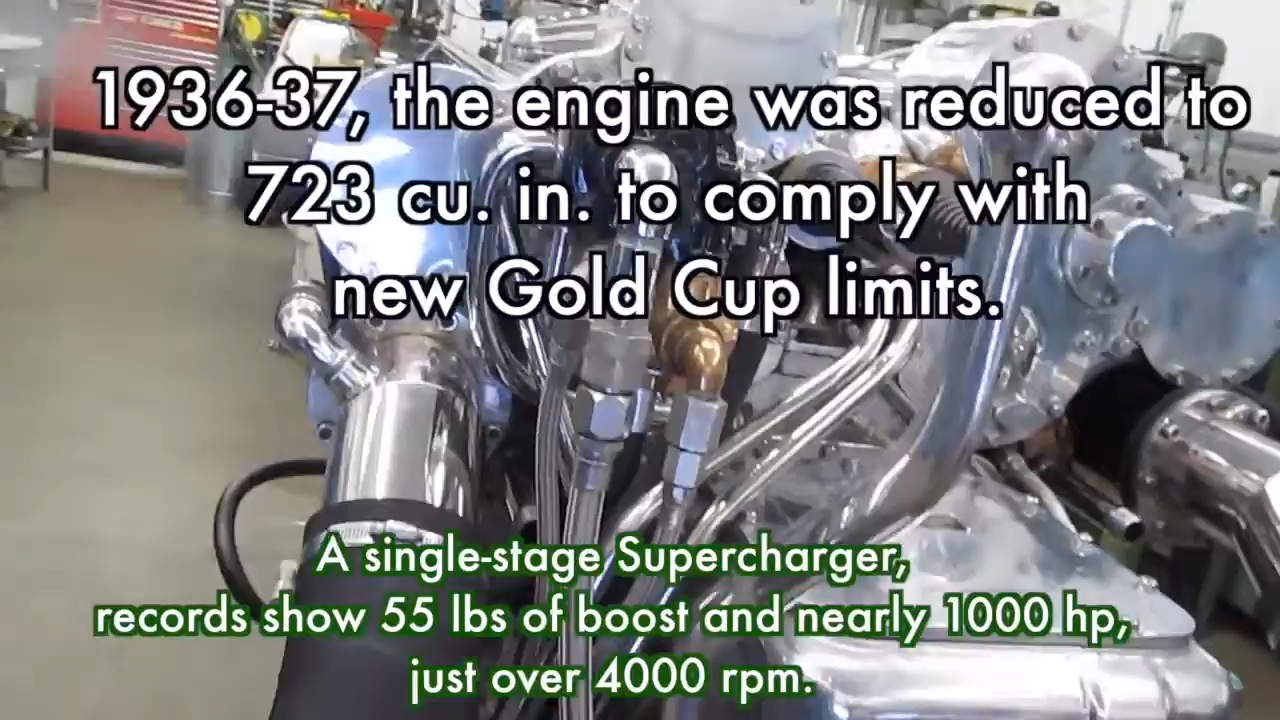 1936-37, the engine was reduced to
723 cu. in. to comply with
new Gold Cup limits.
A single-stage Supercharger,
records show 55 lbs of boost and nearly 1000 hp,
just over 4000 rpm.